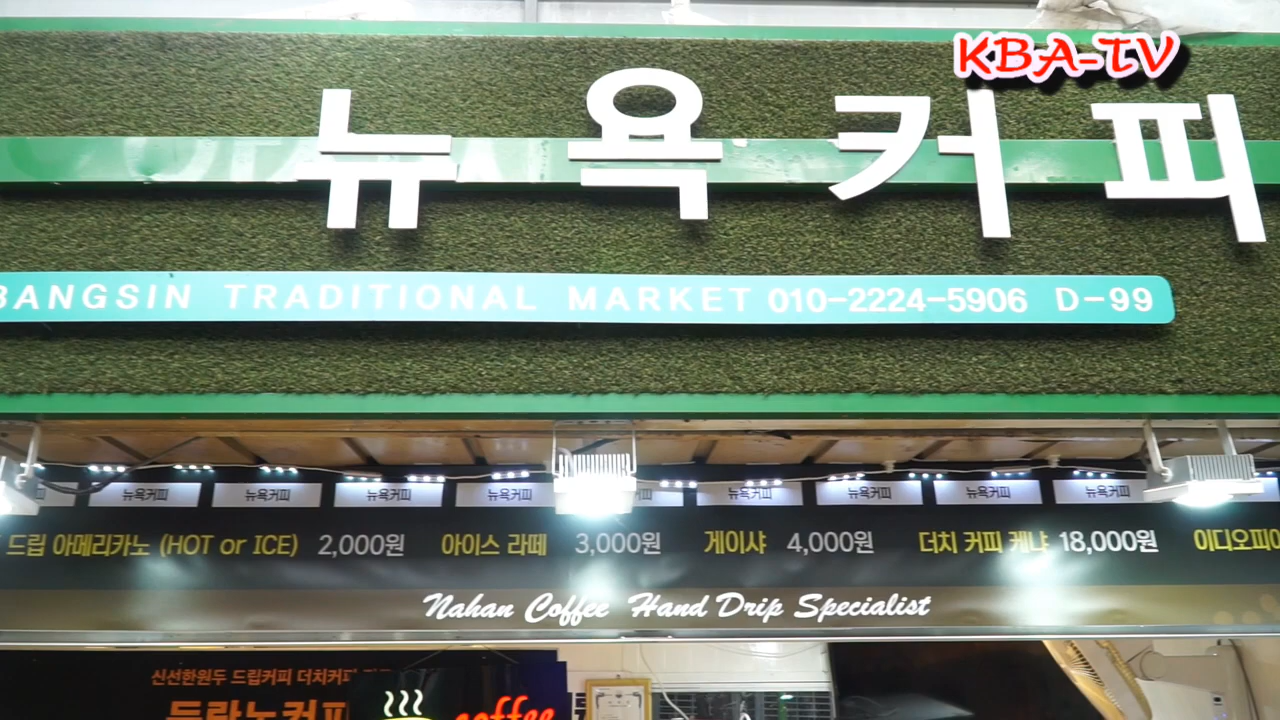 KBA-TV
뉴욕커피
BANGSIN TRADITIONAL MARKET 010-2224-5906 D-99
뉴욕커피 뉴욕커피 뉴욕커피 뉴욕커피 뉴욕커피 뉴욕커피 뉴욕커피 뉴욕커피
드립 아메리카노 (HOT or ICE) 2,000원 아이스 라떼 3,000원 게이샤 4,000원 더치 커피 케냐 18,000원 이디오피아
Nahan Coffee Hand Drip Specialist
신선한원두 드립커피 더치커피
coffee